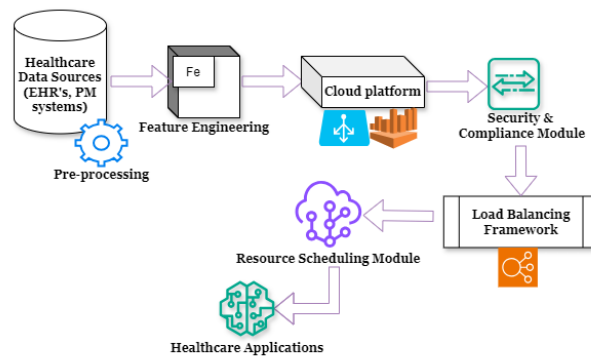 Healthcare
Data Sources
(EHR's, PM
systems)
Pre-processing
Fe
Feature Engineering
Cloud platform
Security &
Compliance Module
Load Balancing
Framework
Resource Scheduling Module
Healthcare Applications